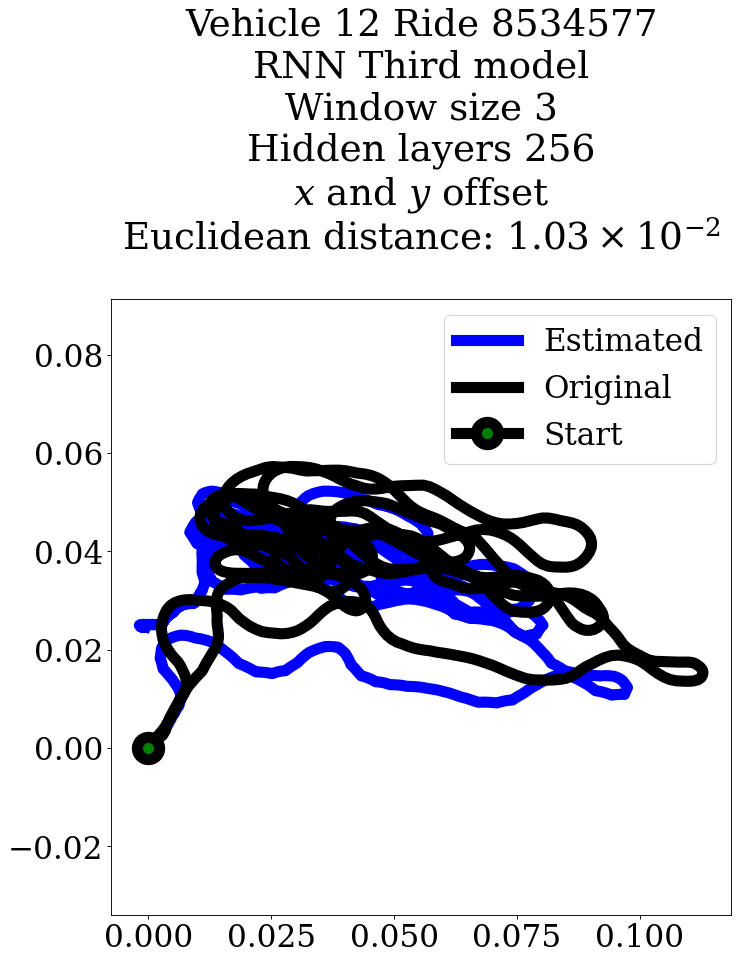 Vehicle 12 Ride 8534577
RNN Third model
Window size 3
Hidden layers 256
x and y offset
Euclidean distance: 1.03 × 10⁻²
Estimated
Original
Start
0.08
0.06
0.04
0.02
0.00
−0.02
0.000 0.025 0.050 0.075 0.100